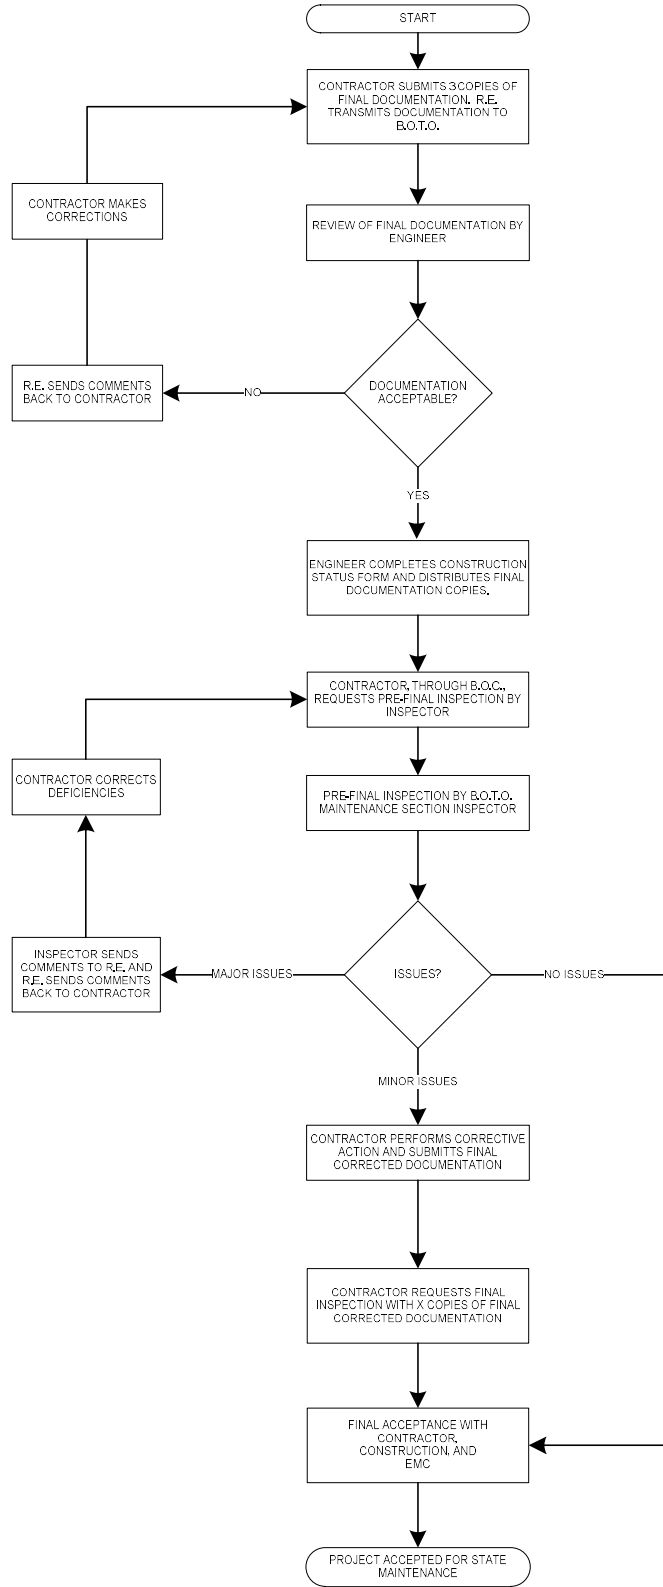 START
CONTRACTOR SUBMITS 3 COPIES OF
FINAL DOCUMENTATION. R.E.
TRANSMITS DOCUMENTATION TO
B.O.T.O.
CONTRACTOR MAKES
CORRECTIONS
REVIEW OF FINAL DOCUMENTATION BY
ENGINEER
R.E. SENDS COMMENTS
BACK TO CONTRACTOR
NO
DOCUMENTATION
ACCEPTABLE?
YES
ENGINEER COMPLETES CONSTRUCTION
STATUS FORM AND DISTRIBUTES FINAL
DOCUMENTATION COPIES.
CONTRACTOR, THROUGH B.O.C.,
REQUESTS PRE-FINAL INSPECTION BY
INSPECTOR
CONTRACTOR CORRECTS
DEFICIENCIES
PRE-FINAL INSPECTION BY B.O.T.O.
MAINTENANCE SECTION INSPECTOR
INSPECTOR SENDS
COMMENTS TO R.E. AND
R.E. SENDS COMMENTS
BACK TO CONTRACTOR
MAJOR ISSUES
ISSUES?
NO ISSUES
MINOR ISSUES
CONTRACTOR PERFORMS CORRECTIVE
ACTION AND SUBMITTS FINAL
CORRECTED DOCUMENTATION
CONTRACTOR REQUESTS FINAL
INSPECTION WITH X COPIES OF FINAL
CORRECTED DOCUMENTATION
FINAL ACCEPTANCE WITH
CONTRACTOR,
CONSTRUCTION, AND
EMC
PROJECT ACCEPTED FOR STATE
MAINTENANCE